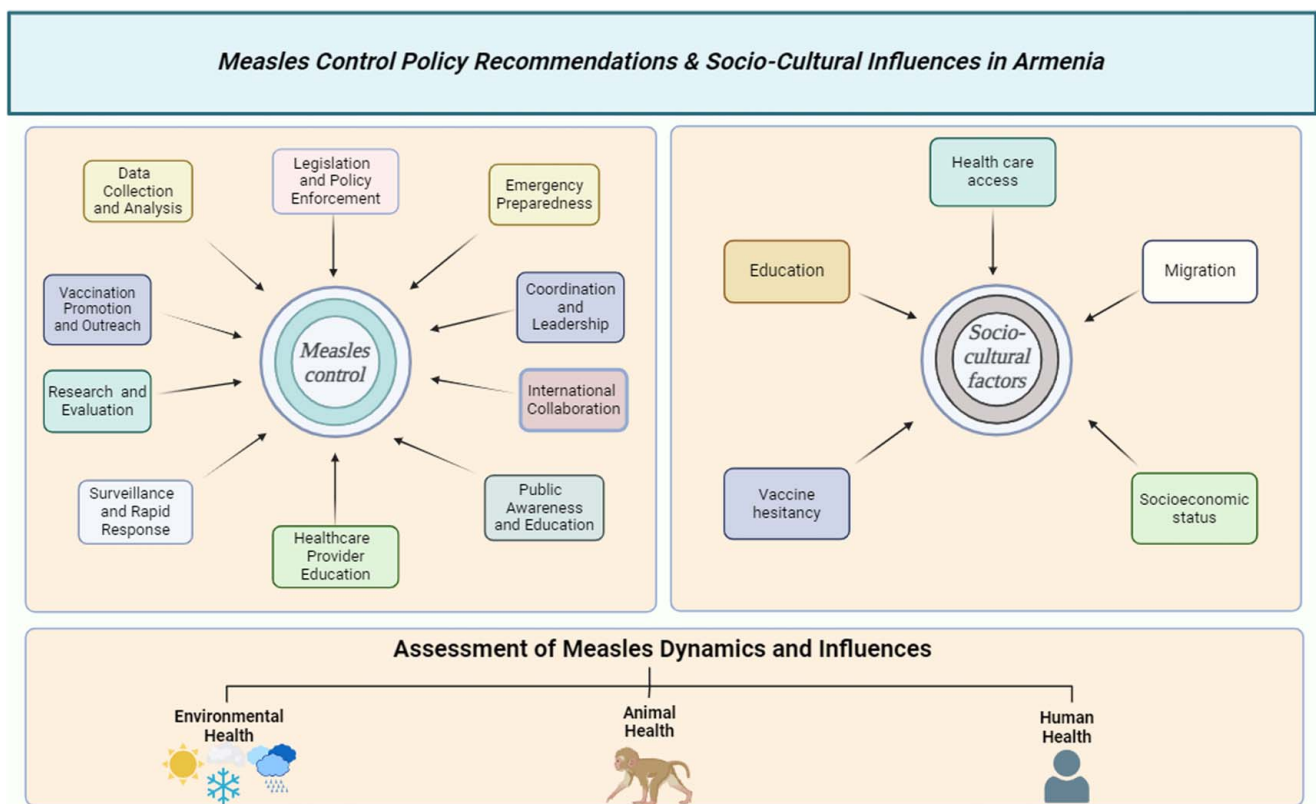 Measles Control Policy Recommendations & Socio-Cultural Influences in Armenia
Data
Collection
and Analysis
Legislation
and Policy
Enforcement
Emergency
Preparedness
Vaccination
Promotion
and Outreach
Coordination
and
Leadership
Measles
control
Research and
Evaluation
International
Collaboration
Surveillance
and Rapid
Response
Healthcare
Provider
Education
Public
Awareness
and Education
Health care
access
Education
Migration
Socio-
cultural
factors
Vaccine
hesitancy
Socioeconomic
status
Assessment of Measles Dynamics and Influences
Environmental
Health
Animal
Health
Human
Health